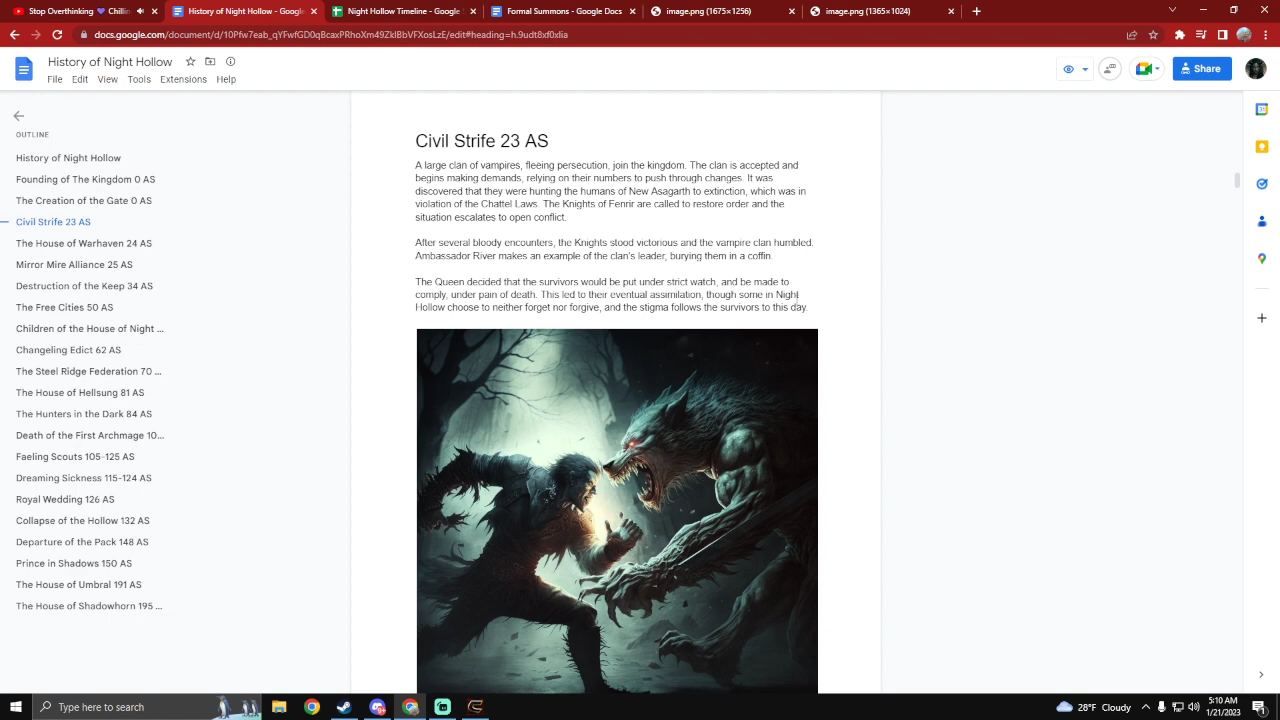 Stop Overthinking 💜 Chillin
History of Night Hollow - Google
Night Hollow Timeline - Google
Formal Summons - Google Docs
image.png (1675×1256)
image.png (1365×1024)
docs.google.com/document/d/10Pfw7eab_qYFwfGD0qBcaxPRhoXm49ZklBbVFXosLzE/edit#heading=h.9udt8xf0xlia
History of Night Hollow
File Edit View Tools Extensions Help
Share
OUTLINE
History of Night Hollow
Founding of The Kingdom 0 AS
The Creation of the Gate 0 AS
Civil Strife 23 AS
The House of Warhaven 24 AS
Mirror Mire Alliance 25 AS
Destruction of the Keep 34 AS
The Free Cities 50 AS
Children of the House of Night ...
Changeling Edict 62 AS
The Steel Ridge Federation 70 ...
The House of Hellsung 81 AS
The Hunters in the Dark 84 AS
Death of the First Archmage 10...
Faeling Scouts 105-125 AS
Dreaming Sickness 115-124 AS
Royal Wedding 126 AS
Collapse of the Hollow 132 AS
Departure of the Pack 148 AS
Prince in Shadows 150 AS
The House of Umbral 191 AS
The House of Shadowhorn 195 ...
Civil Strife 23 AS
A large clan of vampires, fleeing persecution, join the kingdom. The clan is accepted and
begins making demands, relying on their numbers to push through changes. It was
discovered that they were hunting the humans of New Asagarth to extinction, which was in
violation of the Chattel Laws. The Knights of Fenrir are called to restore order and the
situation escalates to open conflict.
After several bloody encounters, the Knights stood victorious and the vampire clan humbled.
Ambassador River makes an example of the clan's leader, burying them in a coffin.
The Queen decided that the survivors would be put under strict watch, and be made to
comply, under pain of death. This led to their eventual assimilation, though some in Night
Hollow choose to neither forget nor forgive, and the stigma follows the survivors to this day.
31
Type here to search
28°F Cloudy
5:10 AM
1/21/2023
1